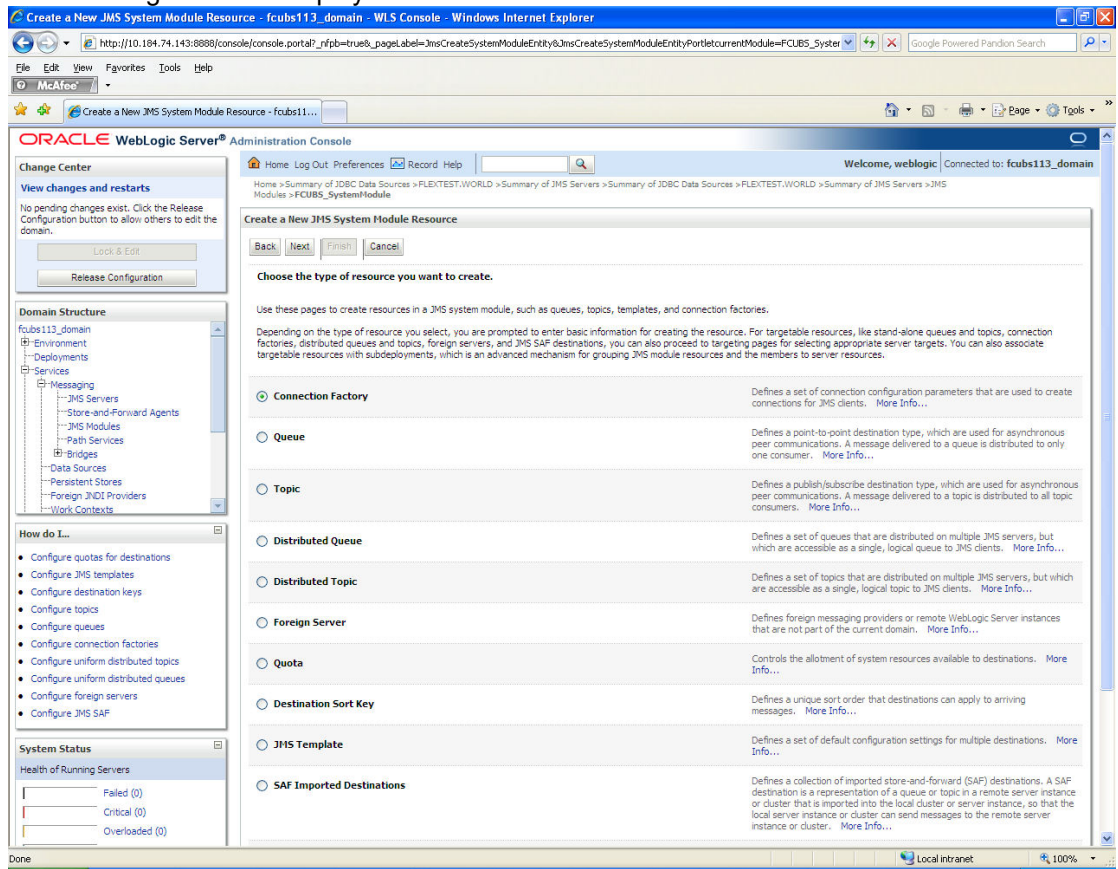 Create a New JMS System Module Resource - fcubs113_domain - WLS Console - Windows Internet Explorer
http://10.184.74.143:8888/console/console.portal?_nfpb=true&_pageLabel=JmsCreateSystemModuleEntity&JmsCreateSystemModuleEntityPortletcurrentModule=FCUBS_System
Google Powered Pandion Search
File Edit View Favorites Tools Help
McAfee
Create a New JMS System Module Resource - fcubs11...
Page Tools
ORACLE WebLogic Server® Administration Console
Change Center
View changes and restarts
No pending changes exist. Click the Release
Configuration button to allow others to edit the
domain.
Lock & Edit
Release Configuration
Domain Structure
fcubs113_domain
Environment
Deployments
Services
Messaging
JMS Servers
Store-and-Forward Agents
JMS Modules
Path Services
Bridges
Data Sources
Persistent Stores
Foreign JNDI Providers
Work Contexts
How do I...
Configure quotas for destinations
Configure JMS templates
Configure destination keys
Configure topics
Configure queues
Configure connection factories
Configure uniform distributed topics
Configure uniform distributed queues
Configure foreign servers
Configure JMS SAF
System Status
Health of Running Servers
Failed (0)
Critical (0)
Overloaded (0)
Home Log Out Preferences Record Help
Welcome, weblogic Connected to: fcubs113_domain
Home >Summary of JDBC Data Sources >FLEXTEST.WORLD >Summary of JMS Servers >Summary of JDBC Data Sources >FLEXTEST.WORLD >Summary of JMS Servers >JMS
Modules >FCUBS_SystemModule
Create a New JMS System Module Resource
Back Next Finish Cancel
Choose the type of resource you want to create.
Use these pages to create resources in a JMS system module, such as queues, topics, templates, and connection factories.
Depending on the type of resource you select, you are prompted to enter basic information for creating the resource. For targetable resources, like stand-alone queues and topics, connection
factories, distributed queues and topics, foreign servers, and JMS SAF destinations, you can also proceed to targeting pages for selecting appropriate server targets. You can also associate
targetable resources with subdeployments, which is an advanced mechanism for grouping JMS module resources and the members to server resources.
Connection Factory
Defines a set of connection configuration parameters that are used to create
connections for JMS clients. More Info...
Queue
Defines a point-to-point destination type, which are used for asynchronous
peer communications. A message delivered to a queue is distributed to only
one consumer. More Info...
Topic
Defines a publish/subscribe destination type, which are used for asynchronous
peer communications. A message delivered to a topic is distributed to all topic
consumers. More Info...
Distributed Queue
Defines a set of queues that are distributed on multiple JMS servers, but
which are accessible as a single, logical queue to JMS clients. More Info...
Distributed Topic
Defines a set of topics that are distributed on multiple JMS servers, but which
are accessible as a single, logical topic to JMS clients. More Info...
Foreign Server
Defines foreign messaging providers or remote WebLogic Server instances
that are not part of the current domain. More Info...
Quota
Controls the allotment of system resources available to destinations. More
Info...
Destination Sort Key
Defines a unique sort order that destinations can apply to arriving
messages. More Info...
JMS Template
Defines a set of default configuration settings for multiple destinations. More
Info...
SAF Imported Destinations
Defines a collection of imported store-and-forward (SAF) destinations. A SAF
destination is a representation of a queue or topic in a remote server instance
or cluster that is imported into the local cluster or server instance, so that the
local server instance or cluster can send messages to the remote server
instance or cluster. More Info...
Done
Local intranet
100%